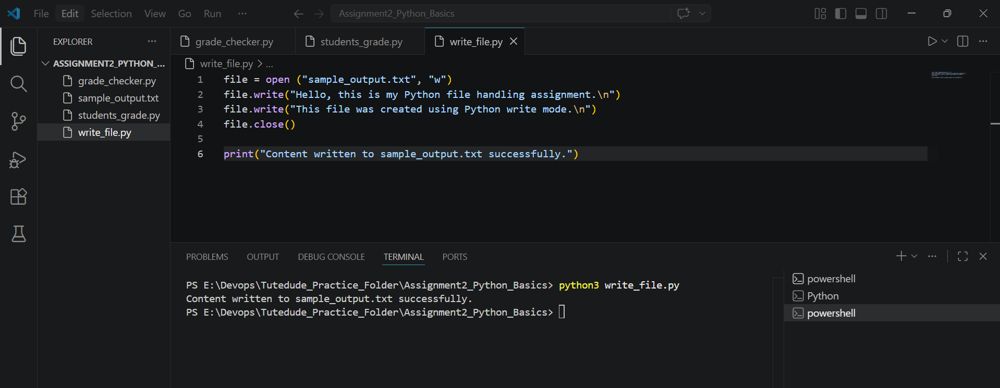 File Edit Selection View Go Run ...
Assignment2_Python_Basics
EXPLORER ...
ASSIGNMENT2_PYTHON_...
grade_checker.py
sample_output.txt
students_grade.py
write_file.py
grade_checker.py students_grade.py write_file.py
write_file.py > ...
1 file = open ("sample_output.txt", "w")
2 file.write("Hello, this is my Python file handling assignment.\n")
3 file.write("This file was created using Python write mode.\n")
4 file.close()
5
6 print("Content written to sample_output.txt successfully.")
PROBLEMS OUTPUT DEBUG CONSOLE TERMINAL PORTS
PS E:\Devops\Tutedude_Practice_Folder\Assignment2_Python_Basics> python3 write_file.py
Content written to sample_output.txt successfully.
PS E:\Devops\Tutedude_Practice_Folder\Assignment2_Python_Basics>
powershell
Python
powershell